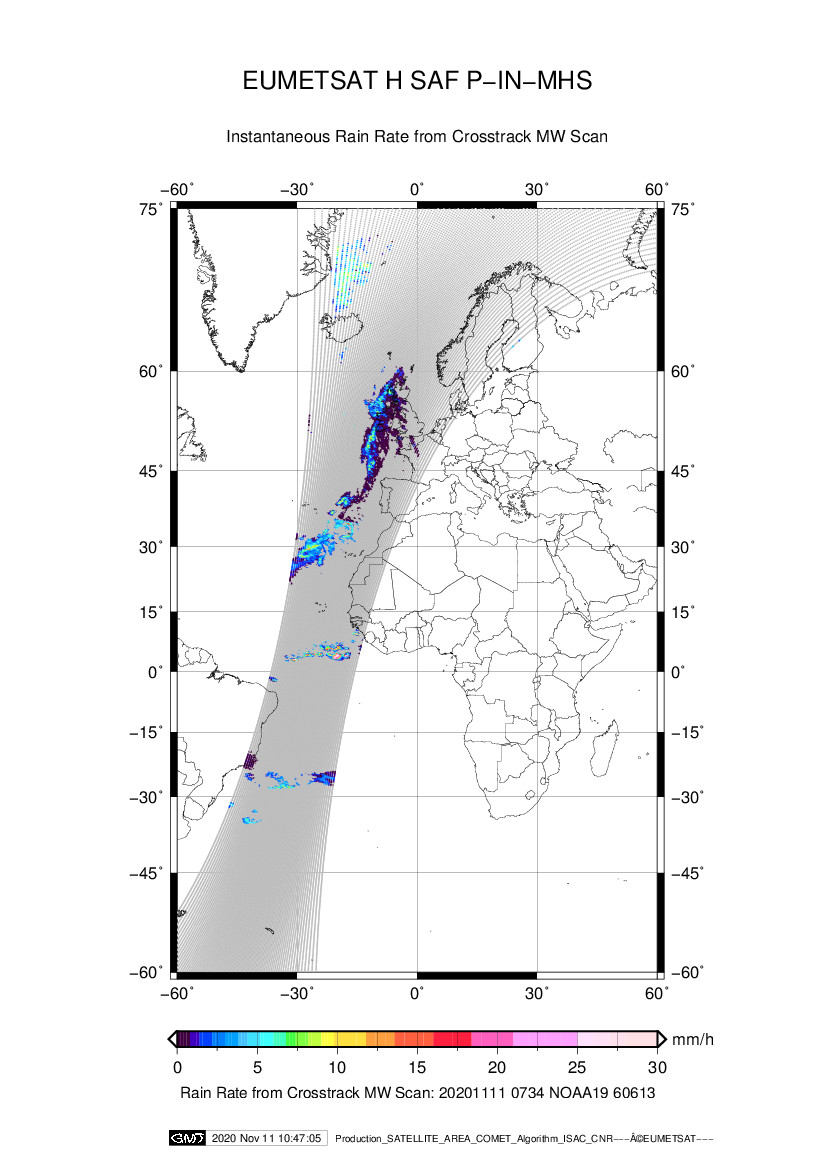 EUMETSAT H SAF P−IN−MHS
Instantaneous Rain Rate from Crosstrack MW Scan
−60˚ −30˚ 0˚ 30˚ 60˚
75˚ 75˚
60˚ 60˚
45˚ 45˚
30˚ 30˚
15˚ 15˚
0˚ 0˚
−15˚ −15˚
−30˚ −30˚
−45˚ −45˚
−60˚ −60˚
−60˚ −30˚ 0˚ 30˚ 60˚
mm/h
0 5 10 15 20 25 30
Rain Rate from Crosstrack MW Scan: 20201111 0734 NOAA19 60613
GMT 2020 Nov 11 10:47:05 Production_SATELLITE_AREA_COMET_Algorithm_ISAC_CNR−−−Â©EUMETSAT−−−